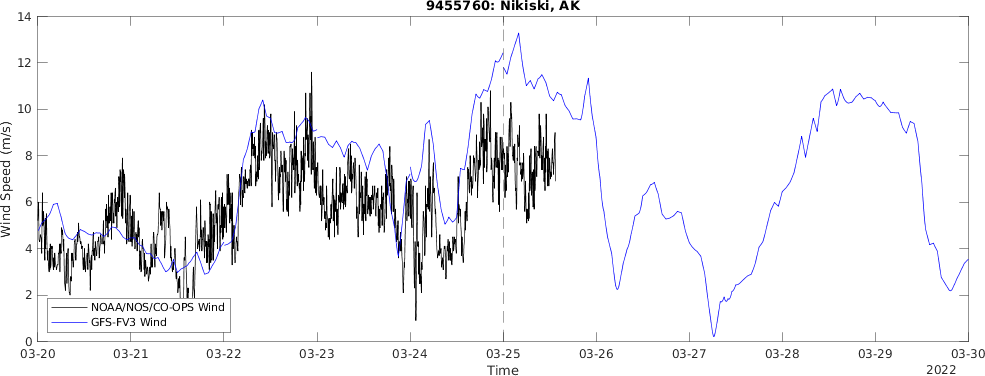 9455760: Nikiski, AK
Wind Speed (m/s)
14
12
10
8
6
4
2
0
NOAA/NOS/CO-OPS Wind
GFS-FV3 Wind
03-20 03-21 03-22 03-23 03-24 03-25 03-26 03-27 03-28 03-29 03-30
Time
2022